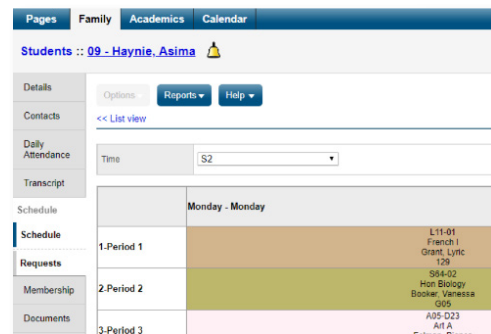 Pages Family Academics Calendar
Students :: 09 - Haynie, Asima
Details
Contacts
Daily
Attendance
Transcript
Schedule
Schedule
Requests
Membership
Documents
Options Reports Help
<< List view
Time S2
Monday - Monday
1-Period 1
L11-01
French I
Grant, Lyric
129
2-Period 2
S64-02
Hon Biology
Booker, Vanessa
G05
3-Period 3
A05-D23
Art A